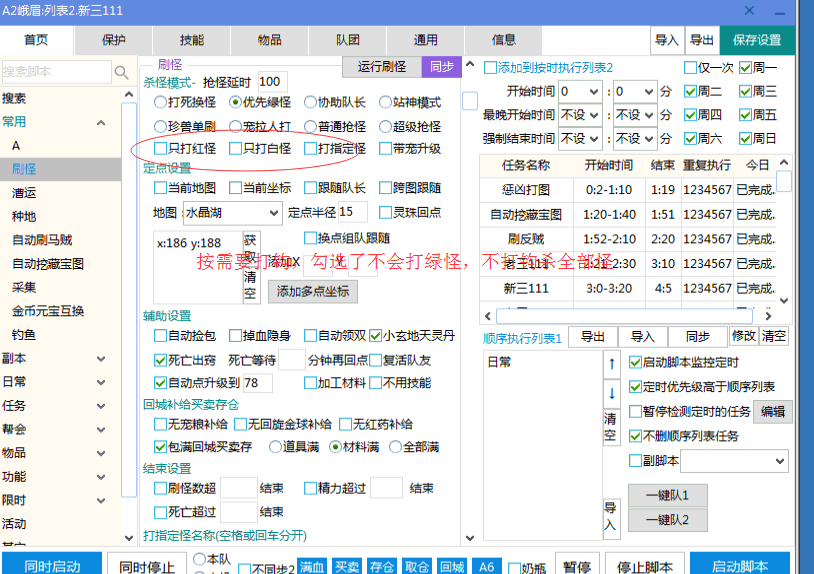 A2峨眉:列表2.新三111
首页 保护 技能 物品 队团 通用 信息 导入 导出 保存设置
搜索脚本
搜索
常用
A
刷怪
漕运
种地
自动刷马贼
自动挖藏宝图
采集
金币元宝互换
钓鱼
副本
日常
任务
帮会
物品
功能
限时
活动
刷怪 运行刷怪 同步
杀怪模式- 抢怪延时 100
打死换怪 优先绿怪 协助队长 站神模式
珍兽单刷 宠拉人打 普通抢怪 超级抢怪
只打红怪 只打白怪 打指定怪 带宠升级
定点设置
当前地图 当前坐标 跟随队长 跨图跟随
地图: 水晶湖 定点半径 15 灵珠回点
x:186 y:188 获取 清空 换点组队跟随
添加X Y
添加多点坐标
按需要打钩，勾选了不会打绿怪，不打钩杀全部怪
辅助设置
自动捡包 掉血隐身 自动领双 小玄地天灵丹
死亡出窍 死亡等待 分钟再回点 复活队友
自动点升级到 78 加工材料 不用技能
回城补给买卖存仓
无宠粮补给 无回旋金球补给 无红药补给
包满回城买卖存 道具满 材料满 全部满
结束设置
刷怪数超 结束 精力超过 结束
死亡超过 结束
打指定怪名称(空格或回车分开)
添加到按时执行列表2 仅一次 周一
开始时间 0 : 0 分 周二 周三
最晚开始时间 不设 : 不设 分 周四 周五
强制结束时间 不设 : 不设 分 周六 周日
任务名称 开始时间 结束 重复执行 今日
惩凶打图 0:2-1:10 1:19 1234567 已完成.
自动挖藏宝图 1:20-1:40 1:51 1234567 已完成.
刷反贼 1:52-2:10 2:20 1234567 已完成.
老三111 2:21-2:30 3:10 1234567 已完成.
新三111 3:0-3:20 4:5 1234567 已完成.
顺序执行列表1 导出 导入 同步 修改 清空
日常
↑
↓
清空
导入
启动脚本监控定时
定时优先级高于顺序列表
暂停检测定时的任务 编辑
不删顺序列表任务
副脚本
一键队1
一键队2
同时启动 同时停止 本队 不同步2 满血 买卖 存仓 取仓 回城 A6 奶瓶 暂停 停止脚本 启动脚本